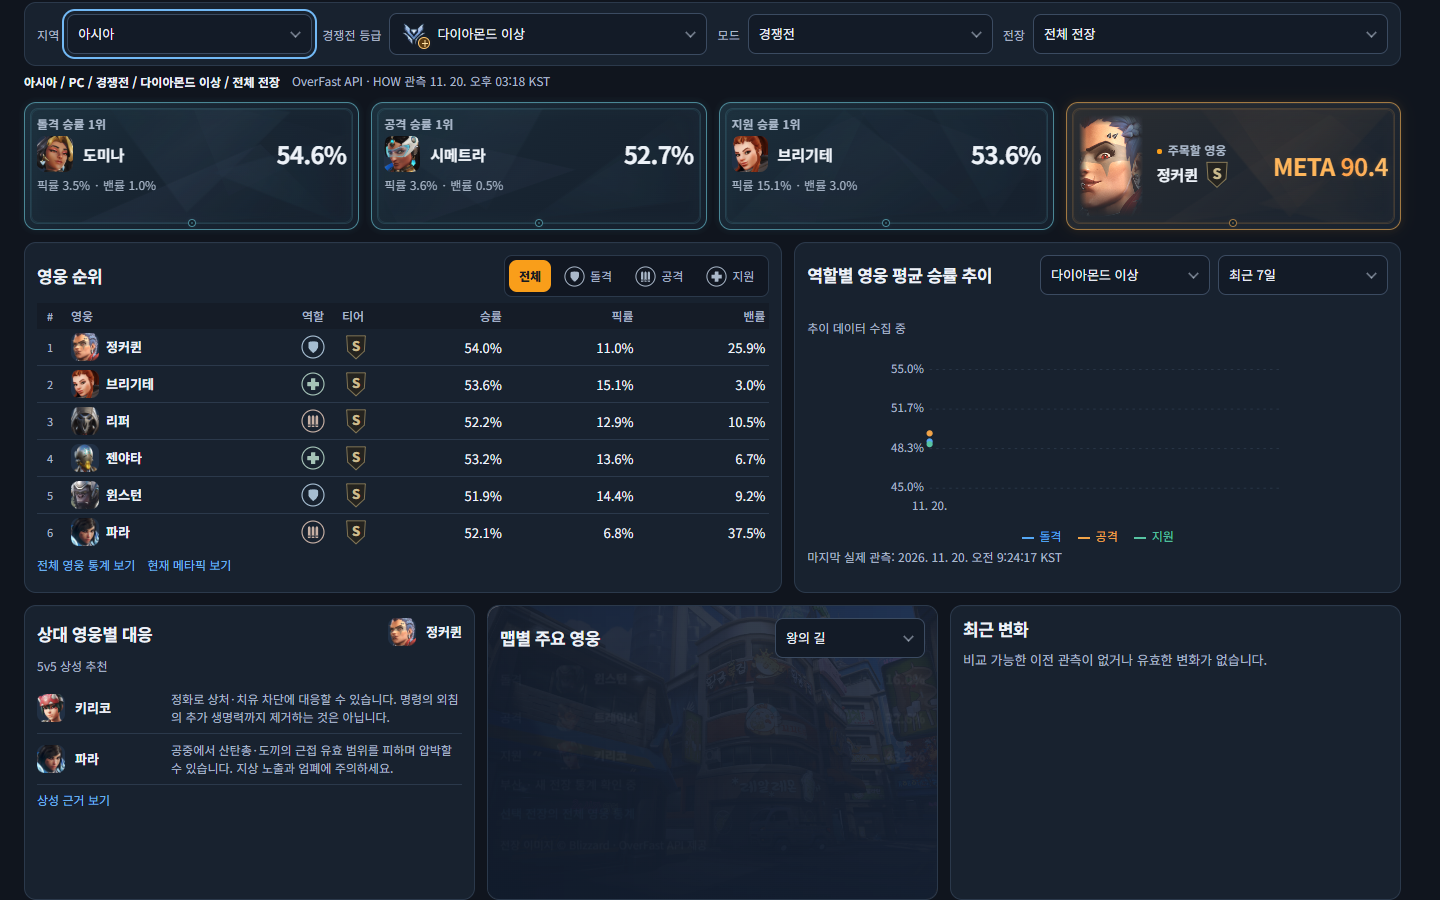 지역
아시아
경쟁전 등급
다이아몬드 이상
모드
경쟁전
전장
전체 전장
아시아 / PC / 경쟁전 / 다이아몬드 이상 / 전체 전장 OverFast API · HOW 관측 11. 20. 오후 03:18 KST
돌격 승률 1위
도미나
54.6%
픽률 3.5% · 밴률 1.0%
공격 승률 1위
시메트라
52.7%
픽률 3.6% · 밴률 0.5%
지원 승률 1위
브리기테
53.6%
픽률 15.1% · 밴률 3.0%
주목할 영웅
정커퀸 S
META 90.4
영웅 순위
전체 돌격 공격 지원
# 영웅 역할 티어 승률 픽률 밴률
1 정커퀸 S 54.0% 11.0% 25.9%
2 브리기테 S 53.6% 15.1% 3.0%
3 리퍼 S 52.2% 12.9% 10.5%
4 젠야타 S 53.2% 13.6% 6.7%
5 윈스턴 S 51.9% 14.4% 9.2%
6 파라 S 52.1% 6.8% 37.5%
전체 영웅 통계 보기 현재 메타픽 보기
역할별 영웅 평균 승률 추이
다이아몬드 이상
최근 7일
추이 데이터 수집 중
55.0%
51.7%
48.3%
45.0%
11. 20.
돌격 공격 지원
마지막 실제 관측: 2026. 11. 20. 오전 9:24:17 KST
상대 영웅별 대응
정커퀸
5v5 상성 추천
키리코
정화로 상처·치유 차단에 대응할 수 있습니다. 명령의 외침
의 추가 생명력까지 제거하는 것은 아닙니다.
파라
공중에서 산탄총·도끼의 근접 유효 범위를 피하며 압박할
수 있습니다. 지상 노출과 엄폐에 주의하세요.
상성 근거 보기
맵별 주요 영웅
왕의 길
윈스턴
트레이서
키리코
최근 변화
비교 가능한 이전 관측이 없거나 유효한 변화가 없습니다.